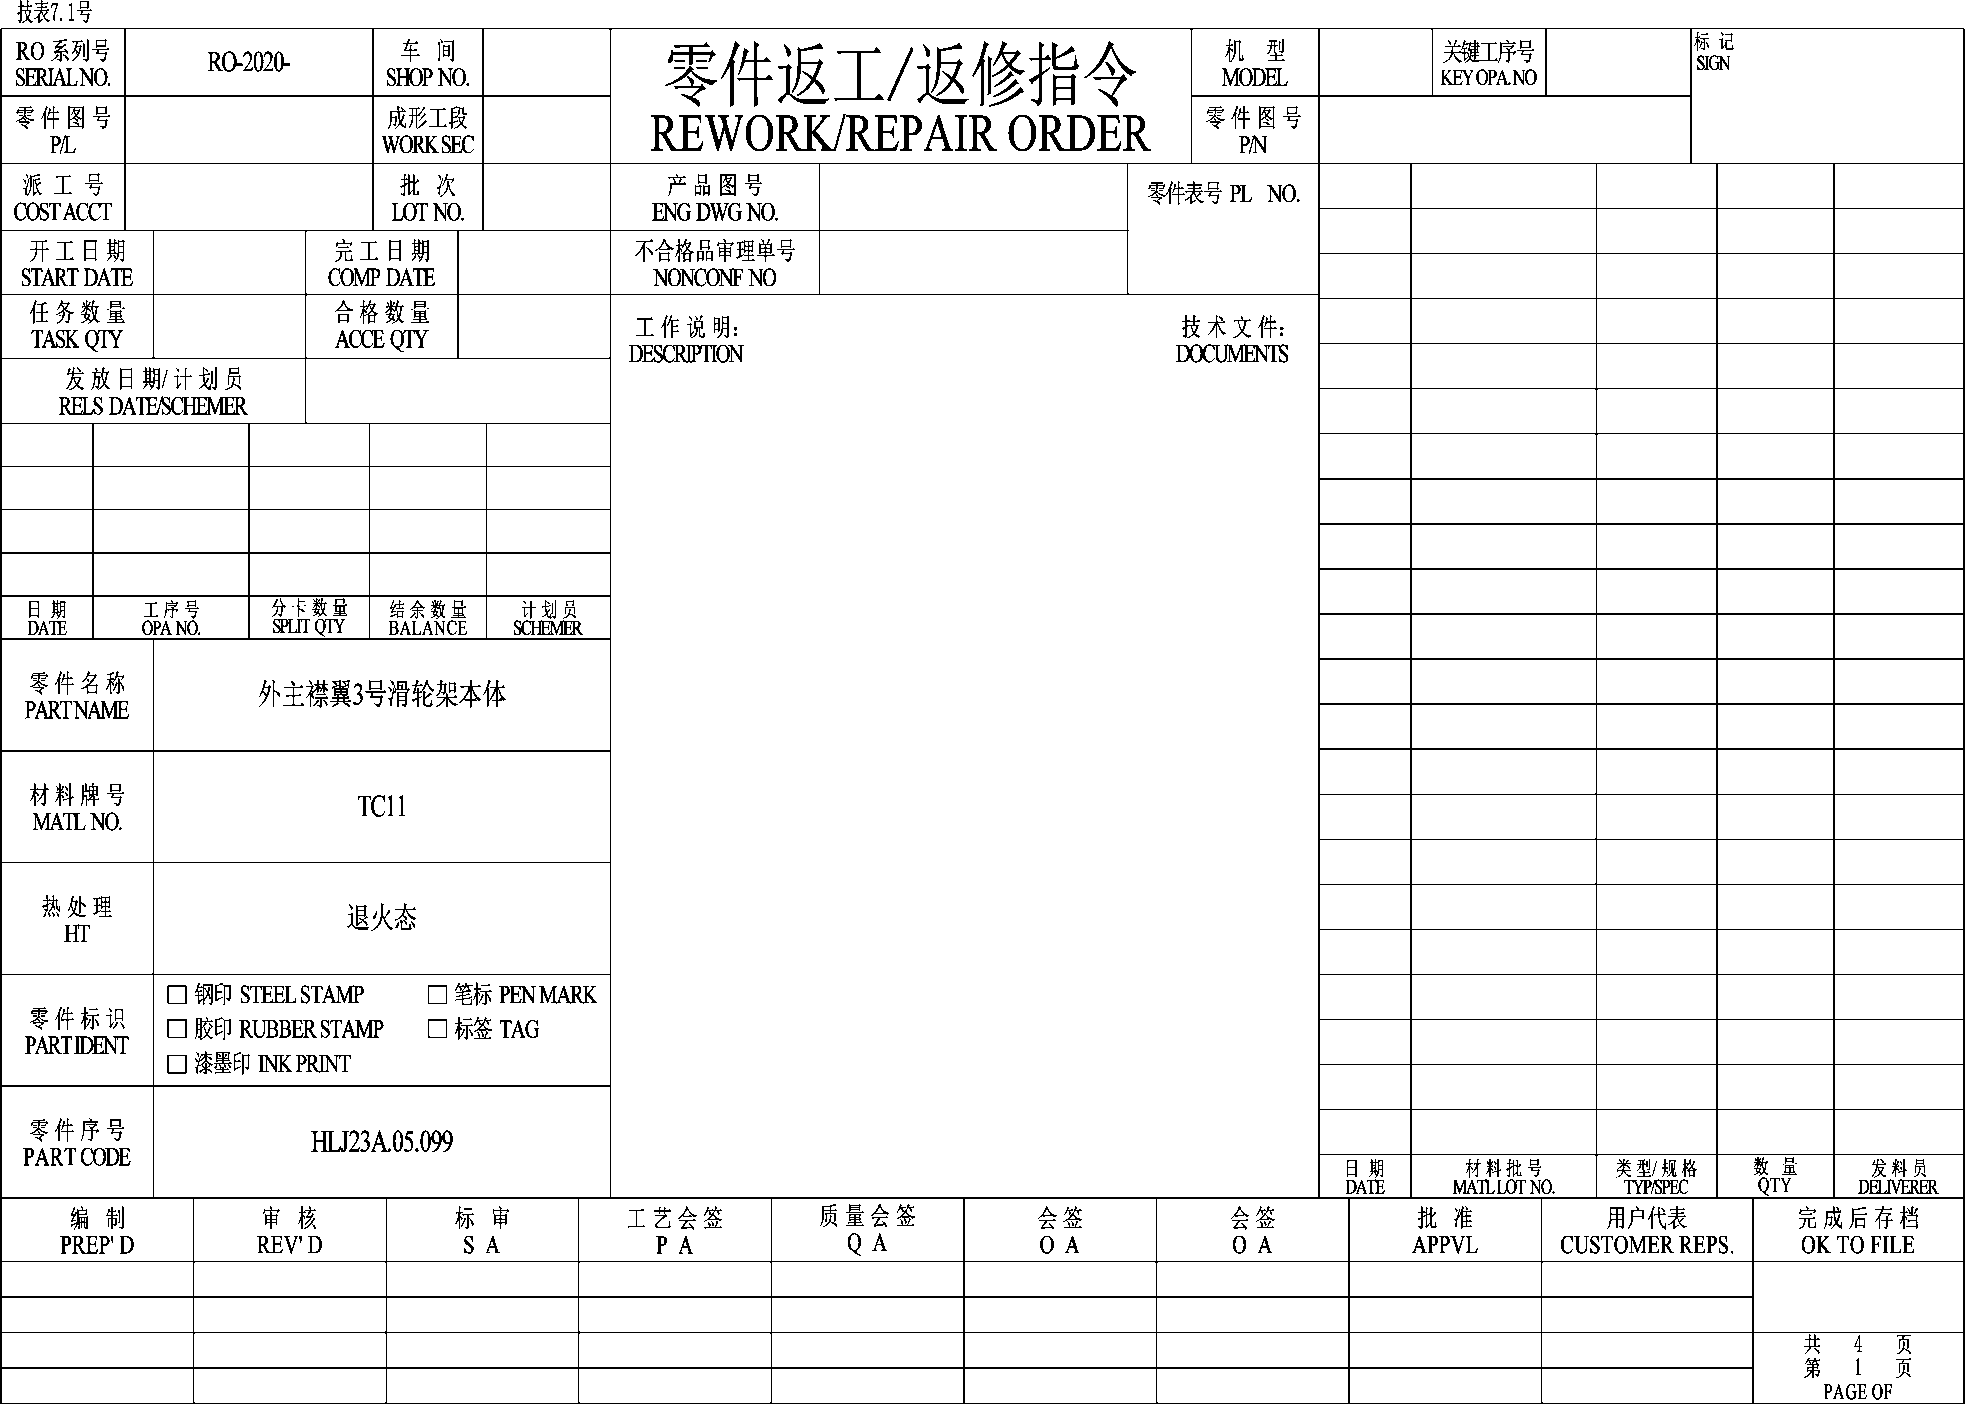 技表7.1号
RO 系列号
SERIAL NO.
RO-2020-
车 间
SHOP NO.
零件返工/返修指令
REWORK/REPAIR ORDER
机 型
MODEL
关键工序号
KEY OPA.NO
标 记
SIGN
零 件 图 号
P/L
成形工段
WORK SEC
零 件 图 号
P/N
派 工 号
COST ACCT
批 次
LOT NO.
产 品 图 号
ENG DWG NO.
零件表号 PL NO.
开 工 日 期
START DATE
完 工 日 期
COMP DATE
不合格品审理单号
NONCONF NO
任 务 数 量
TASK QTY
合 格 数 量
ACCE QTY
工 作 说 明：
DESCRIPTION
技 术 文 件：
DOCUMENTS
发 放 日 期/ 计 划 员
RELS DATE/SCHEMER
日 期
DATE
工 序 号
OPA NO.
分 卡 数 量
SPLIT QTY
结 余 数 量
BALANCE
计 划 员
SCHEMER
零 件 名 称
PART NAME
外主襟翼3号滑轮架本体
材 料 牌 号
MATL NO.
TC11
热 处 理
HT
退火态
零 件 标 识
PART IDENT
钢印 STEEL STAMP
笔标 PEN MARK
胶印 RUBBER STAMP
标签 TAG
漆墨印 INK PRINT
零 件 序 号
PART CODE
HLJ23A.05.099
日 期
DATE
材 料 批 号
MATL LOT NO.
类 型/ 规 格
TYP/SPEC
数 量
QTY
发 料 员
DELIVERER
编 制
PREP' D
审 核
REV' D
标 审
S A
工 艺 会 签
P A
质 量 会 签
Q A
会 签
O A
会 签
O A
批 准
APPVL
用户代表
CUSTOMER REPS.
完 成 后 存 档
OK TO FILE
共 4 页
第 1 页
PAGE OF